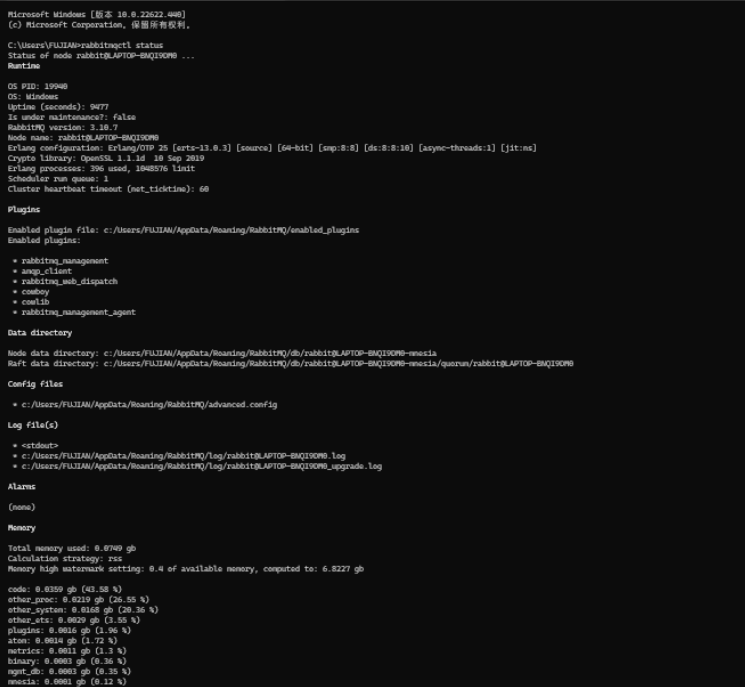 Microsoft Windows [版本 10.0.22622.440]
(c) Microsoft Corporation。保留所有权利。
C:\Users\FUJIAN>rabbitmqctl status
Status of node rabbit@LAPTOP-BNQI9DM0 ...
Runtime
OS PID: 19940
OS: Windows
Uptime (seconds): 9477
Is under maintenance?: false
RabbitMQ version: 3.10.7
Node name: rabbit@LAPTOP-BNQI9DM0
Erlang configuration: Erlang/OTP 25 [erts-13.0.3] [source] [64-bit] [smp:8:8] [ds:8:8:10] [async-threads:1] [jit:ns]
Crypto library: OpenSSL 1.1.1d  10 Sep 2019
Erlang processes: 396 used, 1048576 limit
Scheduler run queue: 1
Cluster heartbeat timeout (net_ticktime): 60
Plugins
Enabled plugin file: c:/Users/FUJIAN/AppData/Roaming/RabbitMQ/enabled_plugins
Enabled plugins:
* rabbitmq_management
* amqp_client
* rabbitmq_web_dispatch
* cowboy
* cowlib
* rabbitmq_management_agent
Data directory
Node data directory: c:/Users/FUJIAN/AppData/Roaming/RabbitMQ/db/rabbit@LAPTOP-BNQI9DM0-mnesia
Raft data directory: c:/Users/FUJIAN/AppData/Roaming/RabbitMQ/db/rabbit@LAPTOP-BNQI9DM0-mnesia/quorum/rabbit@LAPTOP-BNQI9DM0
Config files
* c:/Users/FUJIAN/AppData/Roaming/RabbitMQ/advanced.config
Log file(s)
* <stdout>
* c:/Users/FUJIAN/AppData/Roaming/RabbitMQ/log/rabbit@LAPTOP-BNQI9DM0.log
* c:/Users/FUJIAN/AppData/Roaming/RabbitMQ/log/rabbit@LAPTOP-BNQI9DM0_upgrade.log
Alarms
(none)
Memory
Total memory used: 0.0749 gb
Calculation strategy: rss
Memory high watermark setting: 0.4 of available memory, computed to: 6.8227 gb
code: 0.0359 gb (43.58 %)
other_proc: 0.0219 gb (26.55 %)
other_system: 0.0168 gb (20.36 %)
other_ets: 0.0029 gb (3.55 %)
plugins: 0.0016 gb (1.96 %)
atom: 0.0014 gb (1.72 %)
metrics: 0.0011 gb (1.3 %)
binary: 0.0003 gb (0.36 %)
mgmt_db: 0.0003 gb (0.35 %)
mnesia: 0.0001 gb (0.12 %)